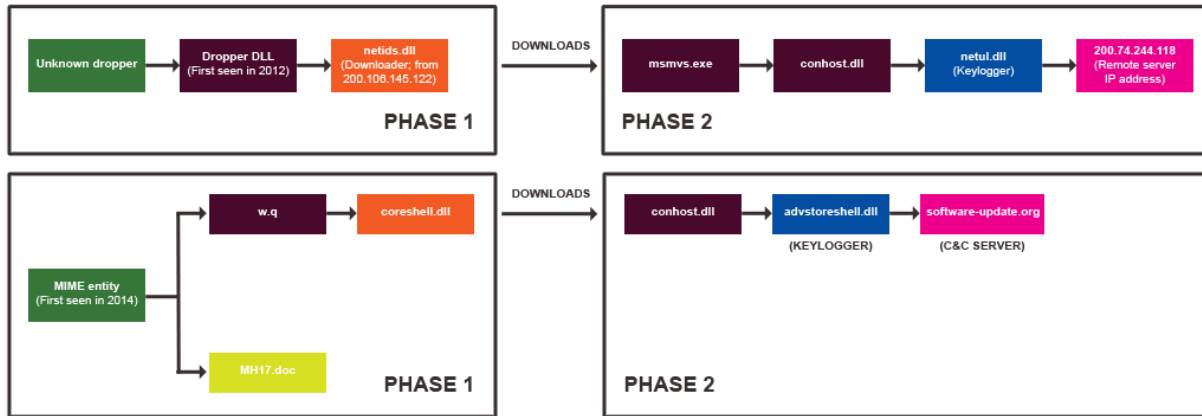 Unknown dropper
Dropper DLL
(First seen in 2012)
netids.dll
(Downloader; from
200.106.145.122)
PHASE 1
DOWNLOADS
msmvs.exe
conhost.dll
netul.dll
(Keylogger)
200.74.244.118
(Remote server
IP address)
PHASE 2
MIME entity
(First seen in 2014)
w.q
coreshell.dll
MH17.doc
PHASE 1
DOWNLOADS
conhost.dll
advstoreshell.dll
(KEYLOGGER)
software-update.org
(C&C SERVER)
PHASE 2